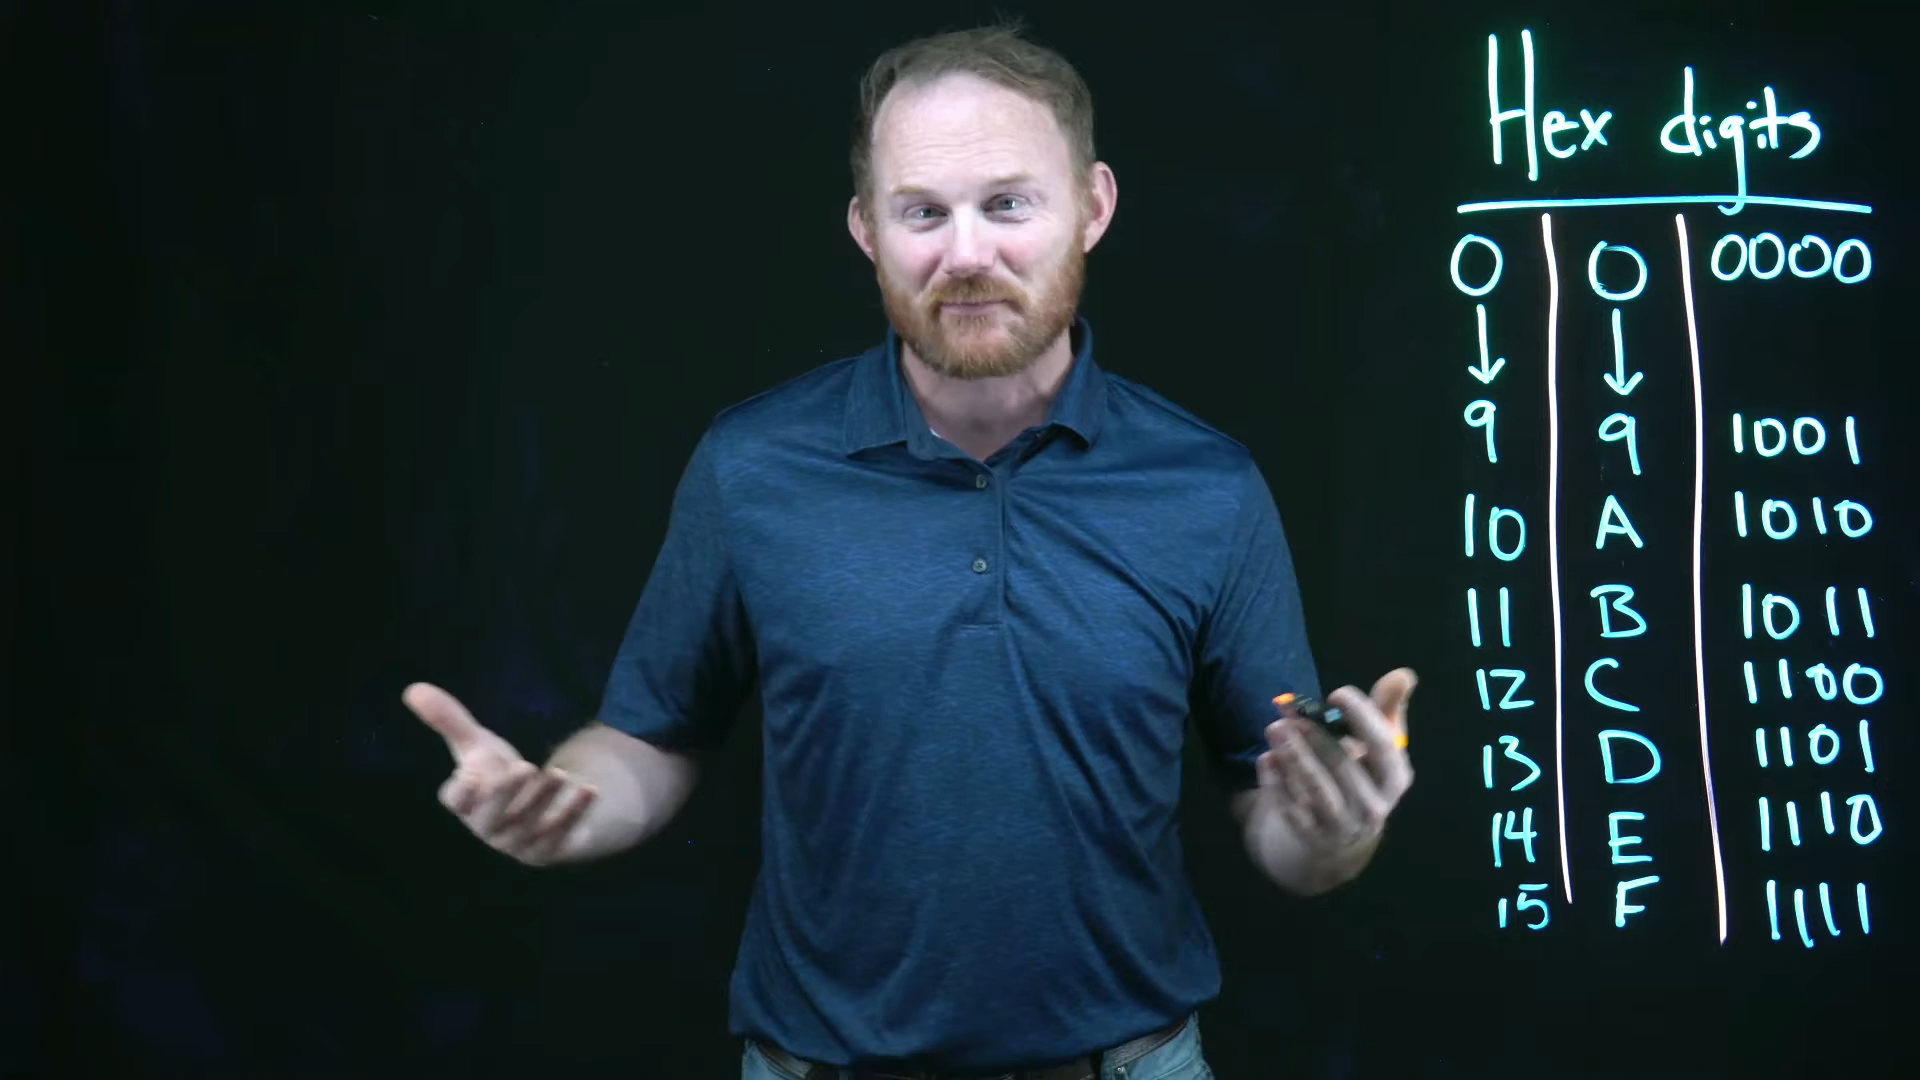 Hex digits
0 0 0000
↓ ↓
9 9 1001
10 A 1010
11 B 1011
12 C 1100
13 D 1101
14 E 1110
15 F 1111